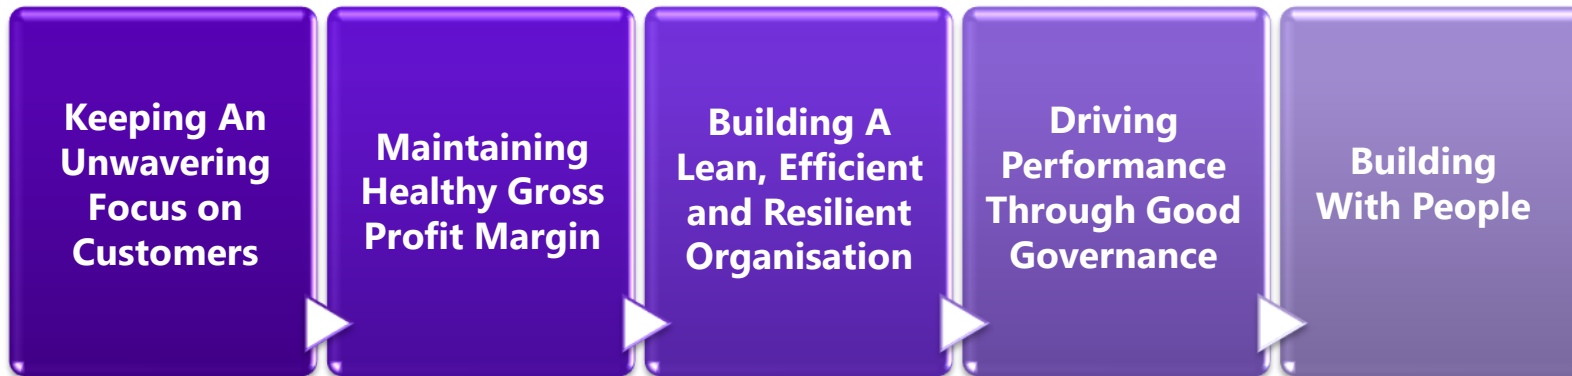 Keeping An
Unwavering
Focus on
Customers
Maintaining
Healthy Gross
Profit Margin
Building A
Lean, Efficient
and Resilient
Organisation
Driving
Performance
Through Good
Governance
Building
With People